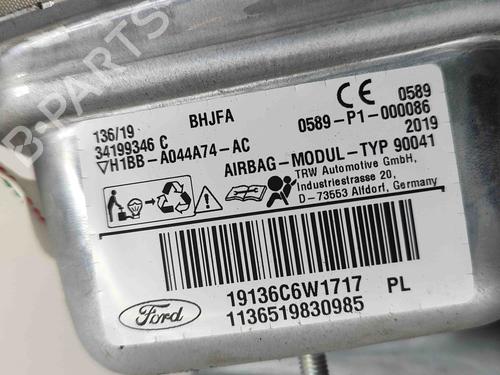 B-PARTS
136/19
BHJFA
34199346 C
H1BB-A044A74-AC
0589
0589-P1-000086
2019
AIRBAG-MODUL-TYP 90041
TRW Automotive GmbH,
Industriestrasse 20,
D-73553 Alfdorf, Germany
AIRBAG
19136C6W1717 PL
Ford
1136519830985